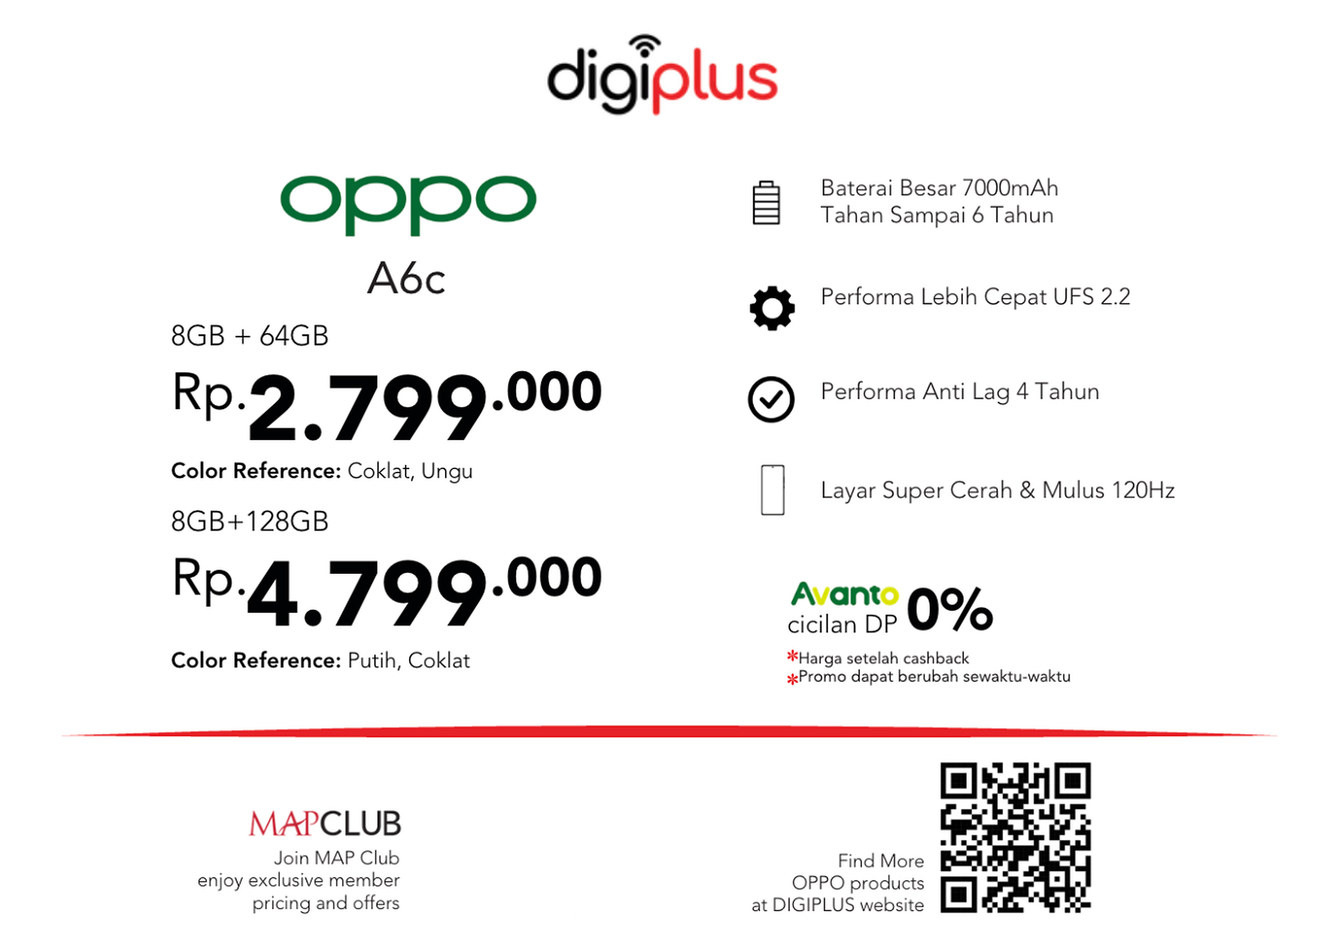 digiplus
oppo
A6c
8GB + 64GB
Rp.2.799.000
Color Reference: Coklat, Ungu
8GB+128GB
Rp.4.799.000
Color Reference: Putih, Coklat
Baterai Besar 7000mAh
Tahan Sampai 6 Tahun
Performa Lebih Cepat UFS 2.2
Performa Anti Lag 4 Tahun
Layar Super Cerah & Mulus 120Hz
Avanto
cicilan DP 0%
*Harga setelah cashback
*Promo dapat berubah sewaktu-waktu
MAPCLUB
Join MAP Club
enjoy exclusive member
pricing and offers
Find More
OPPO products
at DIGIPLUS website